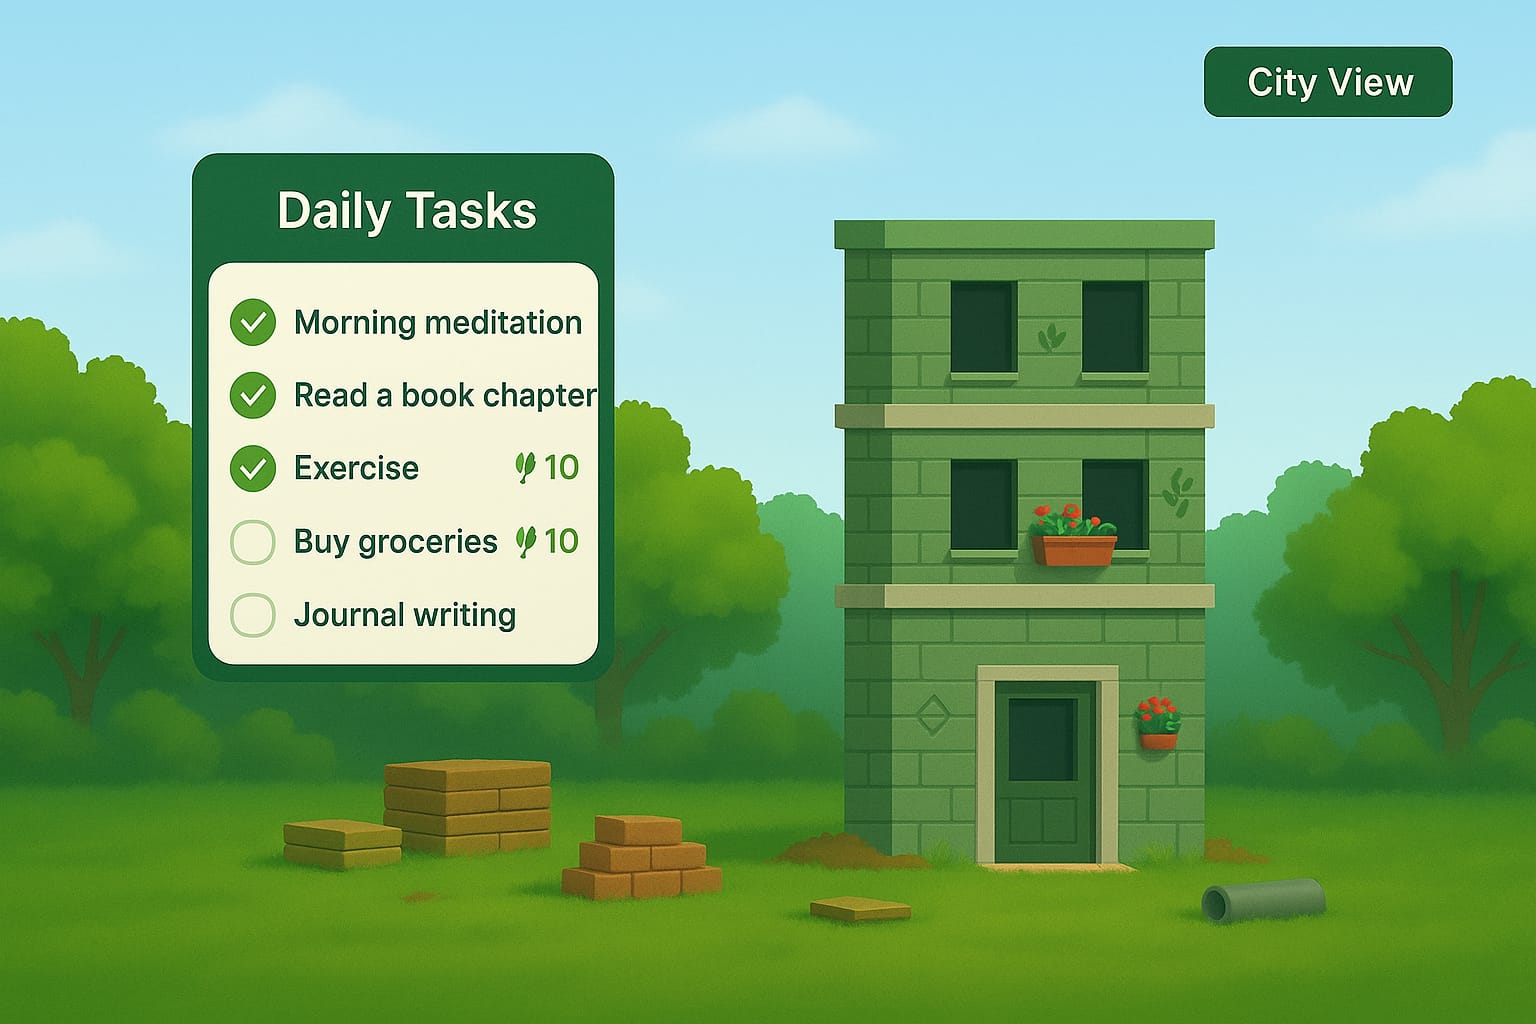 City View
Daily Tasks
Morning meditation
Read a book chapter
Exercise 10
Buy groceries 10
Journal writing